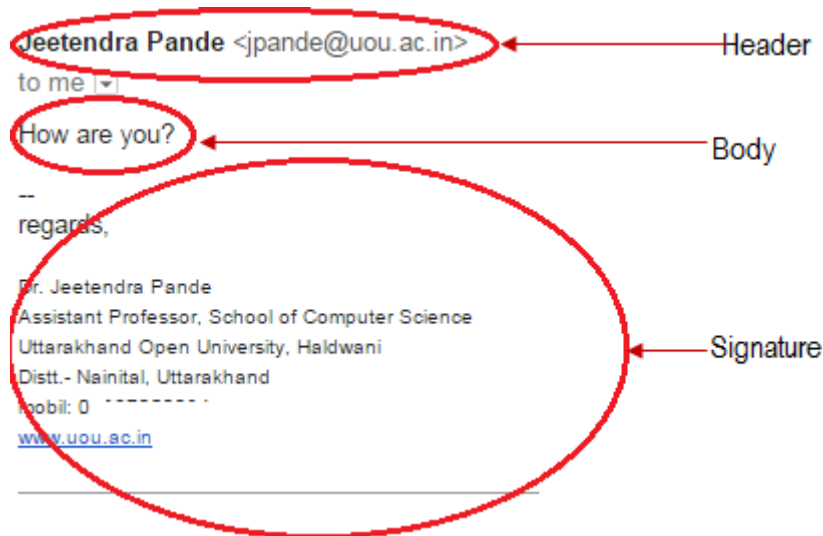 Jeetendra Pande <jpande@uou.ac.in>
Header
to me
How are you?
Body
--
regards,
Dr. Jeetendra Pande
Assistant Professor, School of Computer Science
Uttarakhand Open University, Haldwani
Signature
Distt.- Nainital, Uttarakhand
mobil: 0
www.uou.ac.in